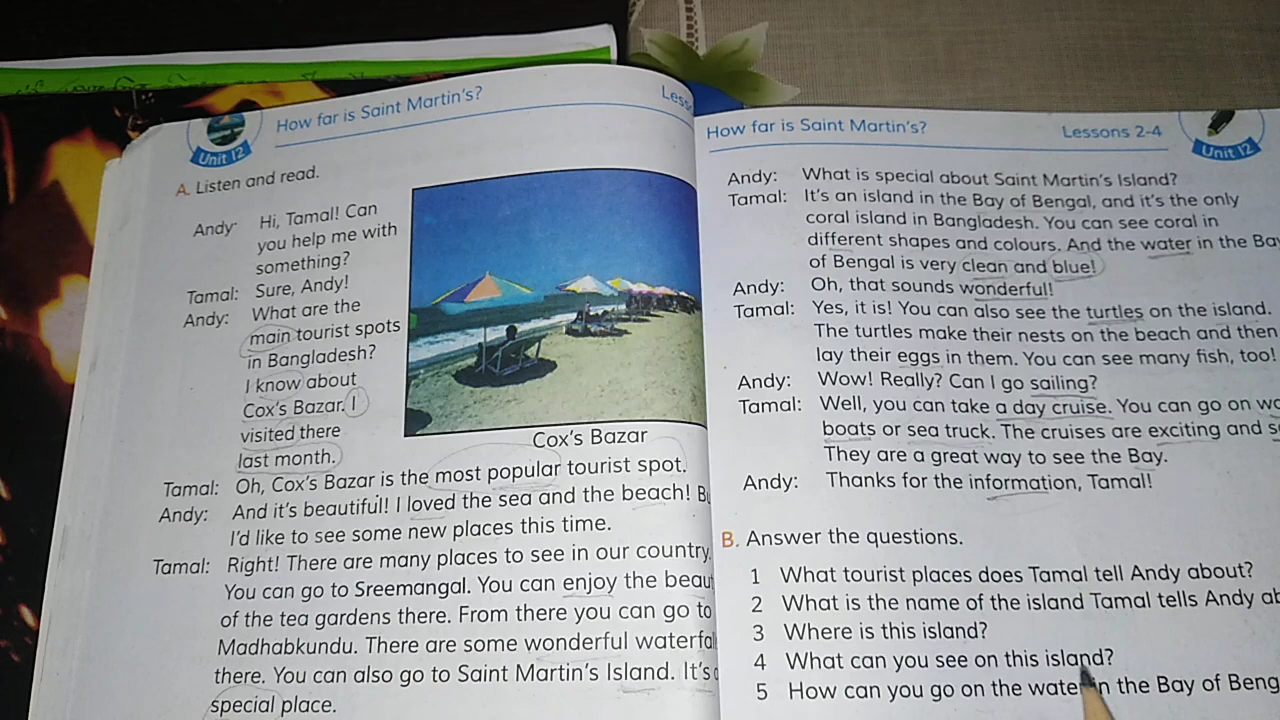 How far is Saint Martin's?
Unit 12
A. Listen and read.
Andy: Hi, Tamal! Can
you help me with
something?
Tamal: Sure, Andy!
Andy: What are the
main tourist spots
in Bangladesh?
I know about
Cox's Bazar. I
visited there
last month.
Cox's Bazar
Tamal: Oh, Cox's Bazar is the most popular tourist spot.
Andy: And it's beautiful! I loved the sea and the beach!
I'd like to see some new places this time.
Tamal: Right! There are many places to see in our country.
You can go to Sreemangal. You can enjoy the
of the tea gardens there. From there you can go to
Madhabkundu. There are some wonderful
there. You can also go to Saint Martin's Island. It's
special place.
How far is Saint Martin's? Lessons 2-4
Unit 12
Andy: What is special about Saint Martin's Island?
Tamal: It's an island in the Bay of Bengal, and it's the only
coral island in Bangladesh. You can see coral in
different shapes and colours. And the water in the
of Bengal is very clean and blue!
Andy: Oh, that sounds wonderful!
Tamal: Yes, it is! You can also see the turtles on the island.
The turtles make their nests on the beach and then
lay their eggs in them. You can see many fish, too!
Andy: Wow! Really? Can I go sailing?
Tamal: Well, you can take a day cruise. You can go on
boats or sea truck. The cruises are exciting and
They are a great way to see the Bay.
Andy: Thanks for the information, Tamal!
B. Answer the questions.
1 What tourist places does Tamal tell Andy about?
2 What is the name of the island Tamal tells Andy
3 Where is this island?
4 What can you see on this island?
5 How can you go on the water in the Bay of